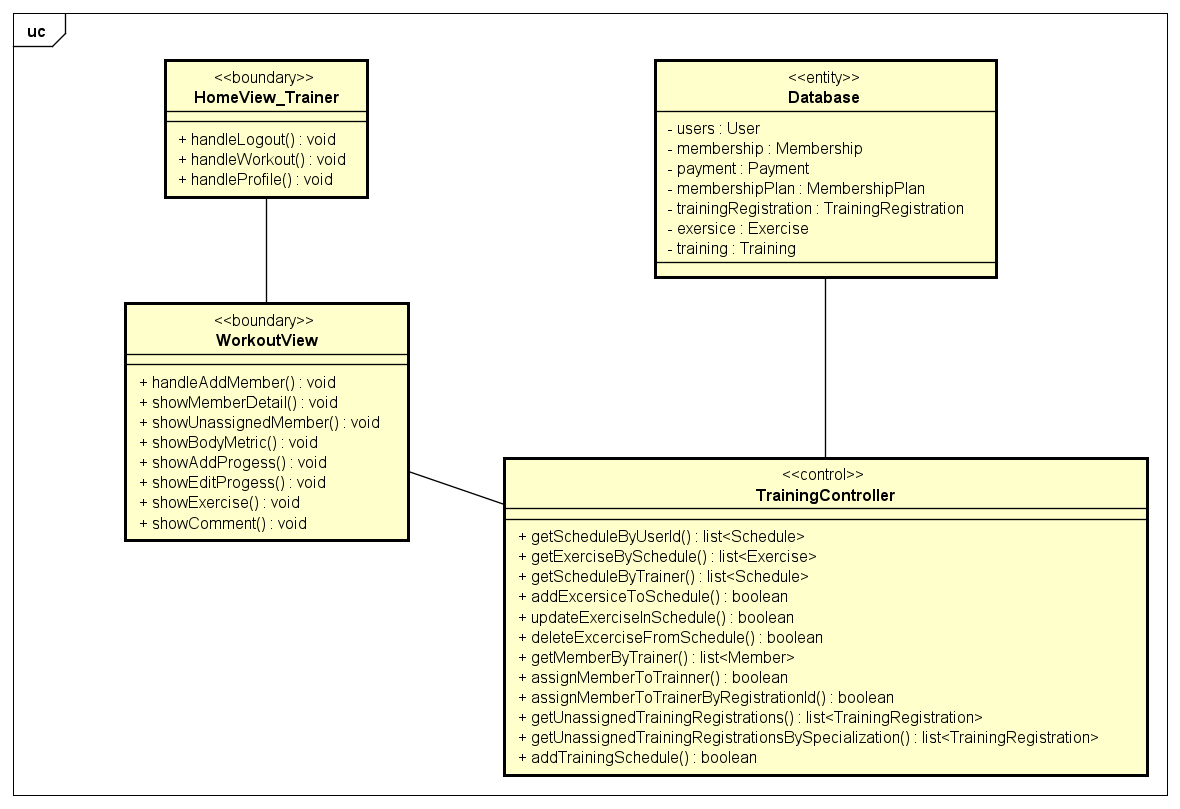 uc
<<boundary>>
HomeView_Trainer
+ handleLogout() : void
+ handleWorkout() : void
+ handleProfile() : void
<<entity>>
Database
- users : User
- membership : Membership
- payment : Payment
- membershipPlan : MembershipPlan
- trainingRegistration : TrainingRegistration
- exersice : Exercise
- training : Training
<<boundary>>
WorkoutView
+ handleAddMember() : void
+ showMemberDetail() : void
+ showUnassignedMember() : void
+ showBodyMetric() : void
+ showAddProgess() : void
+ showEditProgess() : void
+ showExercise() : void
+ showComment() : void
<<control>>
TrainingController
+ getScheduleByUserId() : list<Schedule>
+ getExerciseBySchedule() : list<Exercise>
+ getScheduleByTrainer() : list<Schedule>
+ addExcersiceToSchedule() : boolean
+ updateExerciseInSchedule() : boolean
+ deleteExcerciseFromSchedule() : boolean
+ getMemberByTrainer() : list<Member>
+ assignMemberToTrainner() : boolean
+ assignMemberToTrainerByRegistrationId() : boolean
+ getUnassignedTrainingRegistrations() : list<TrainingRegistration>
+ getUnassignedTrainingRegistrationsBySpecialization() : list<TrainingRegistration>
+ addTrainingSchedule() : boolean